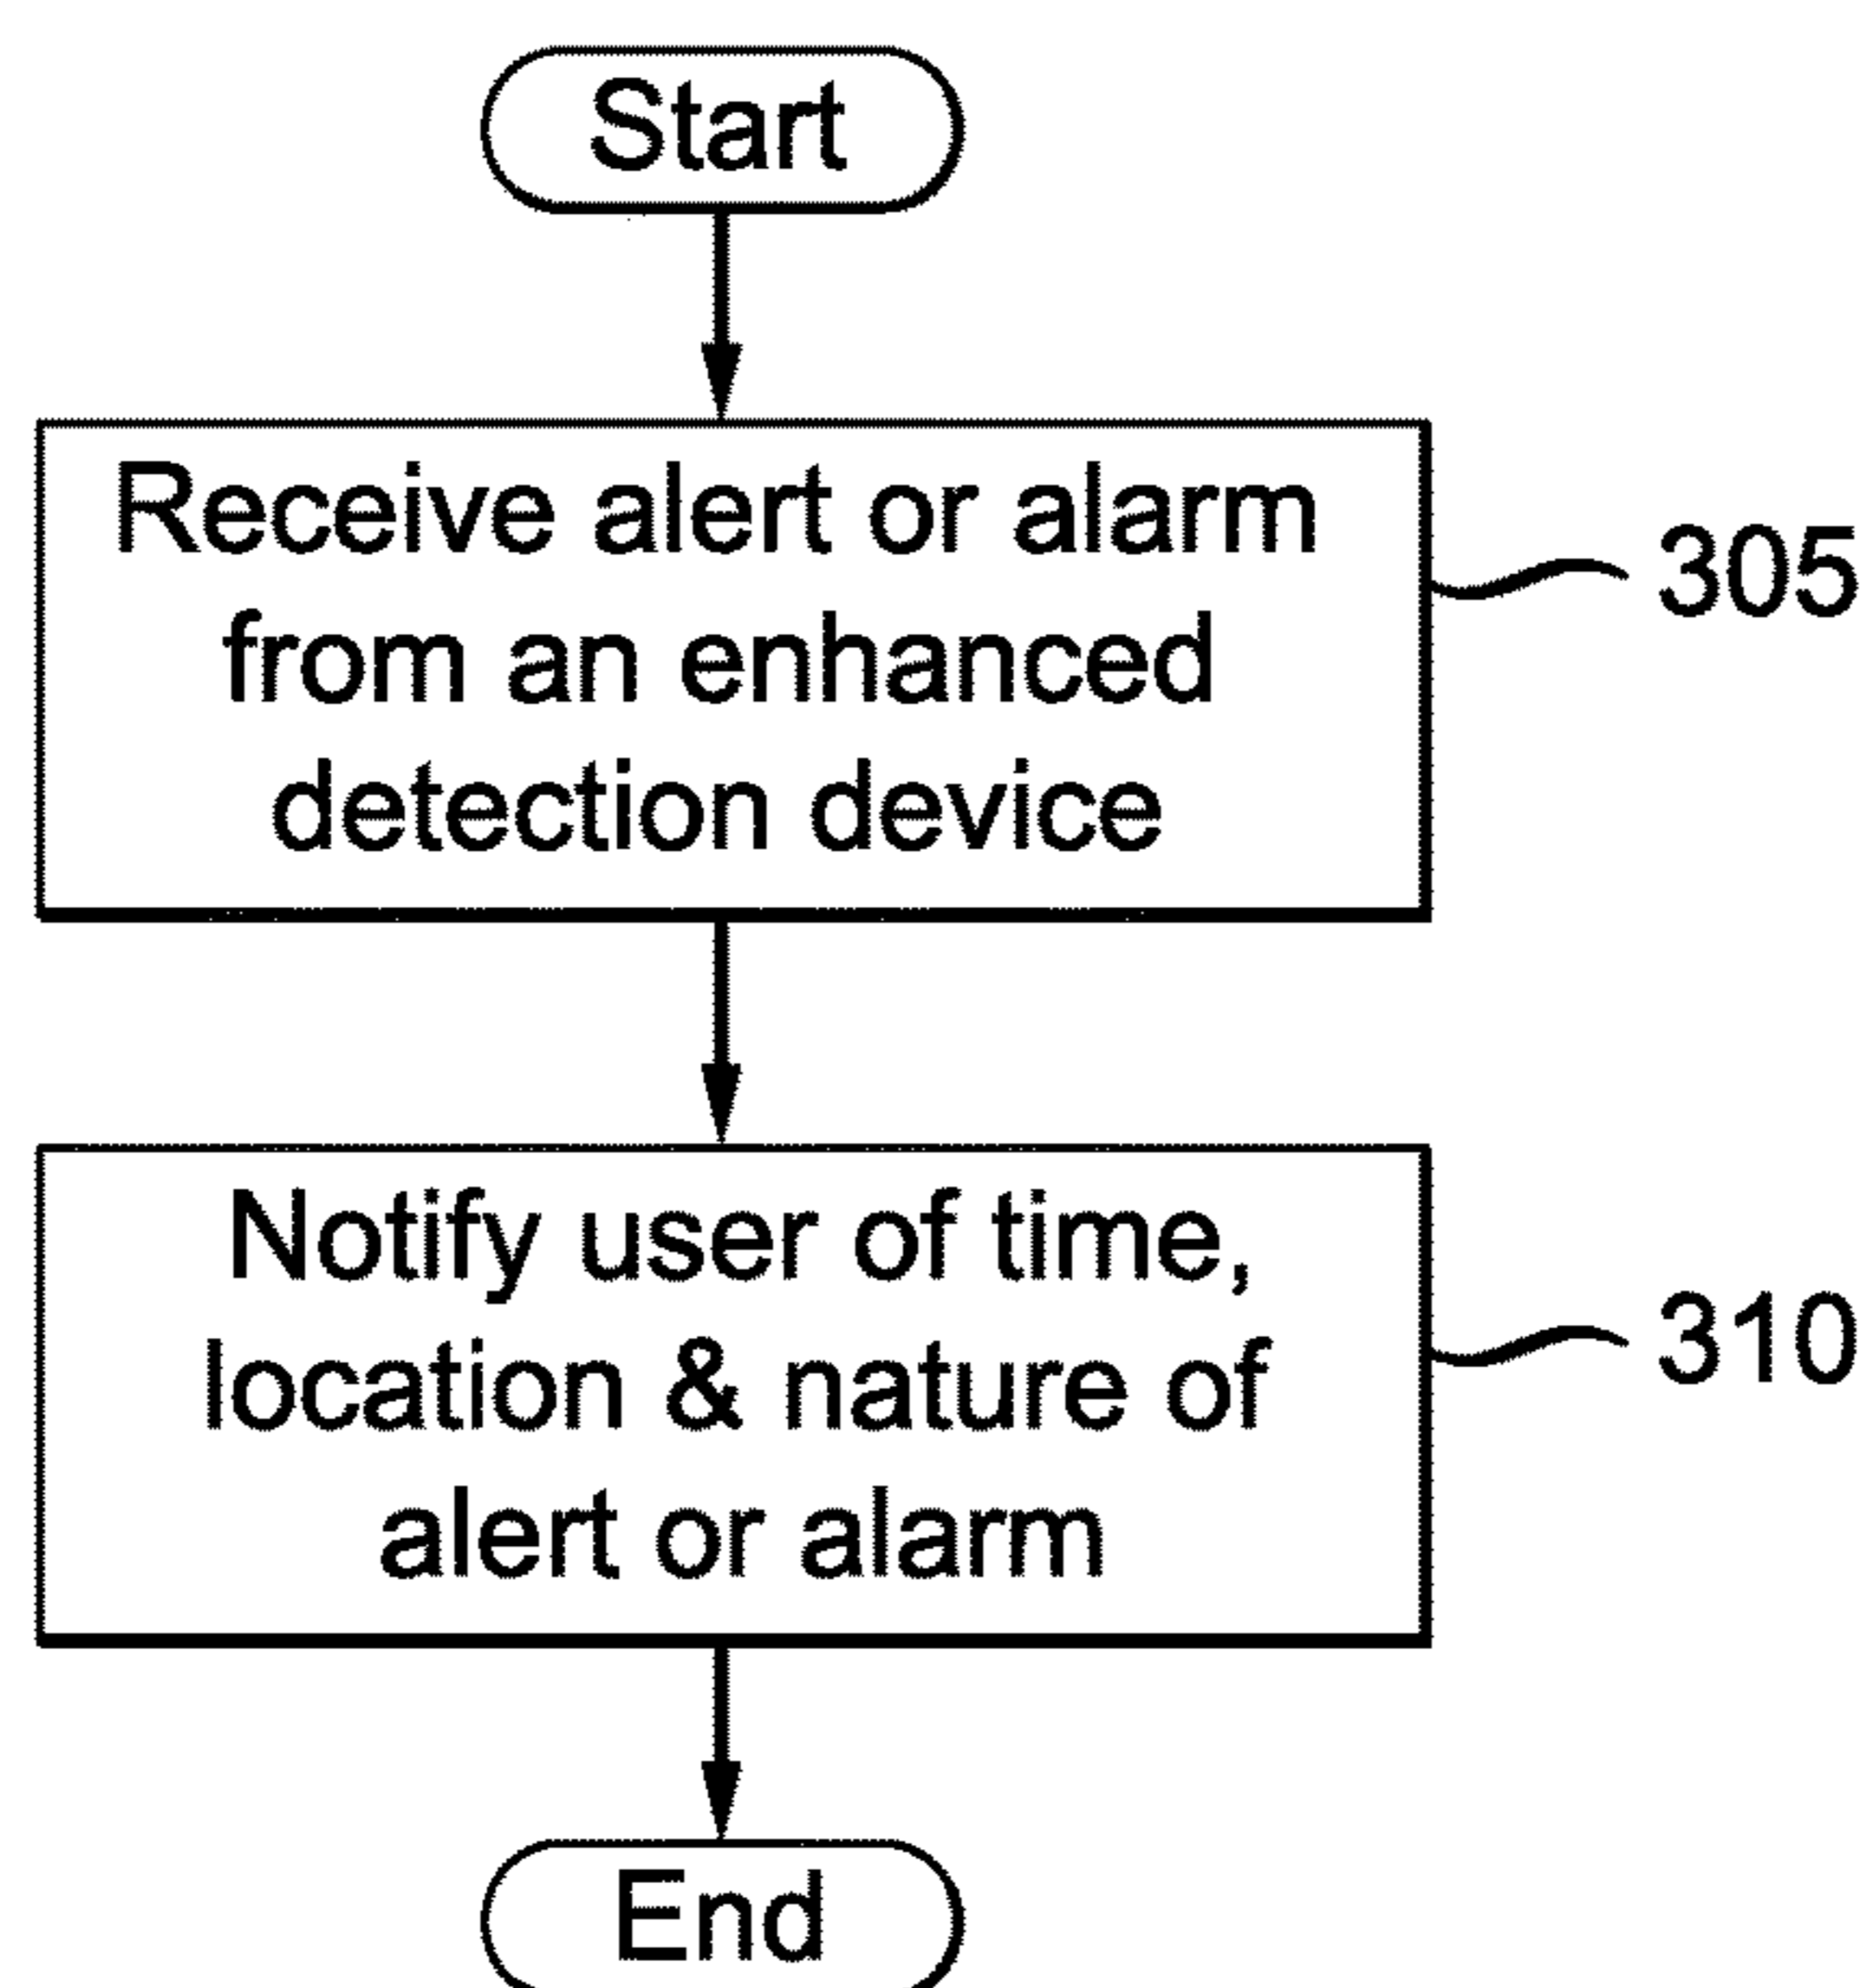 Start
Receive alert or alarm
from an enhanced
detection device
305
Notify user of time,
location & nature of
alert or alarm
310
End